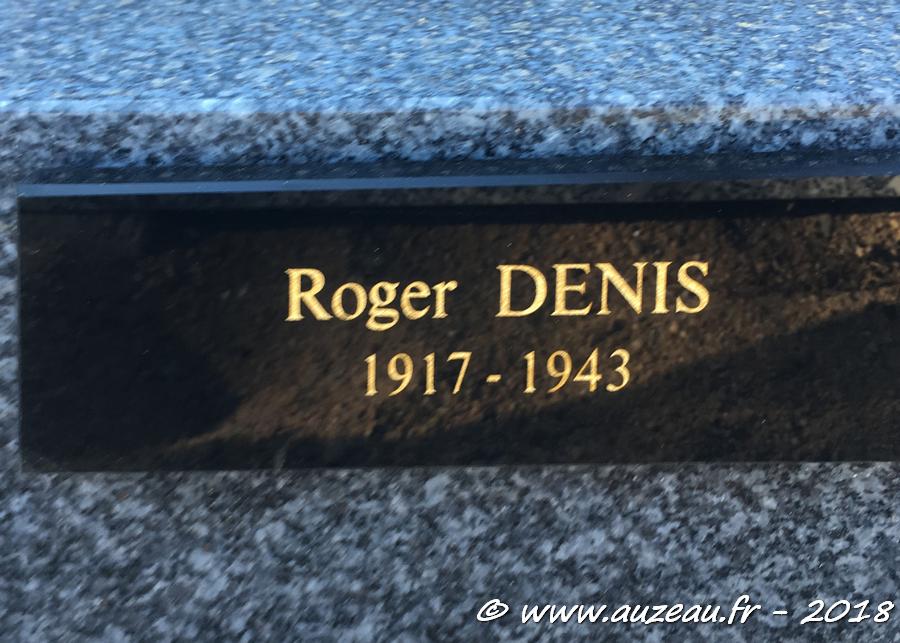 Roger DENIS
1917 - 1943
© www.auzeau.fr - 2018